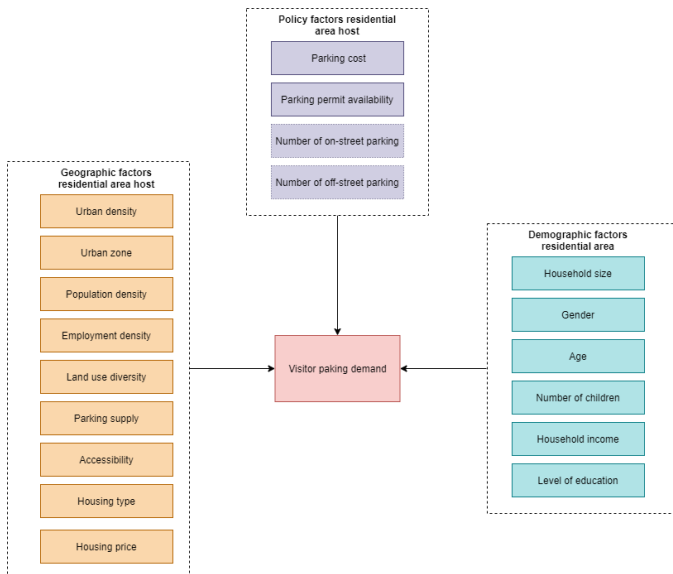 Policy factors residential
area host
Parking cost
Parking permit availability
Number of on-street parking
Number of off-street parking
Geographic factors
residential area host
Urban density
Urban zone
Population density
Employment density
Land use diversity
Parking supply
Accessibility
Housing type
Housing price
Visitor paking demand
Demographic factors
residential area
Household size
Gender
Age
Number of children
Household income
Level of education